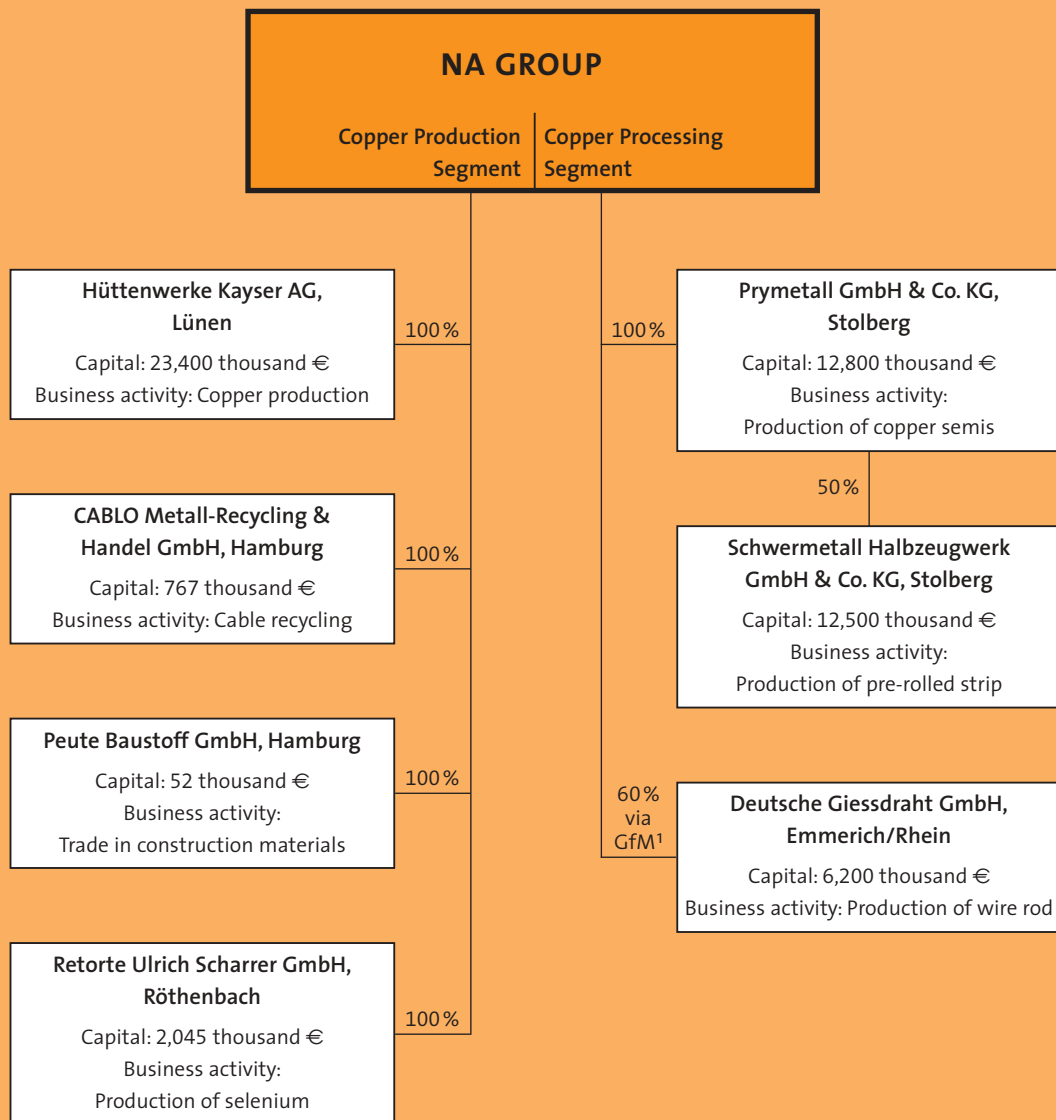 NA GROUP
Copper Production
Segment
Copper Processing
Segment
Hüttenwerke Kayser AG,
Lünen
Capital: 23,400 thousand €
Business activity: Copper production
100 %
CABLO Metall-Recycling &
Handel GmbH, Hamburg
Capital: 767 thousand €
Business activity: Cable recycling
100 %
Peute Baustoff GmbH, Hamburg
Capital: 52 thousand €
Business activity:
Trade in construction materials
100 %
Retorte Ulrich Scharrer GmbH,
Röthenbach
Capital: 2,045 thousand €
Business activity:
Production of selenium
100 %
100 %
Prymetall GmbH & Co. KG,
Stolberg
Capital: 12,800 thousand €
Business activity:
Production of copper semis
50 %
Schwermetall Halbzeugwerk
GmbH & Co. KG, Stolberg
Capital: 12,500 thousand €
Business activity:
Production of pre-rolled strip
60 %
via
GfM¹
Deutsche Giessdraht GmbH,
Emmerich/Rhein
Capital: 6,200 thousand €
Business activity: Production of wire rod